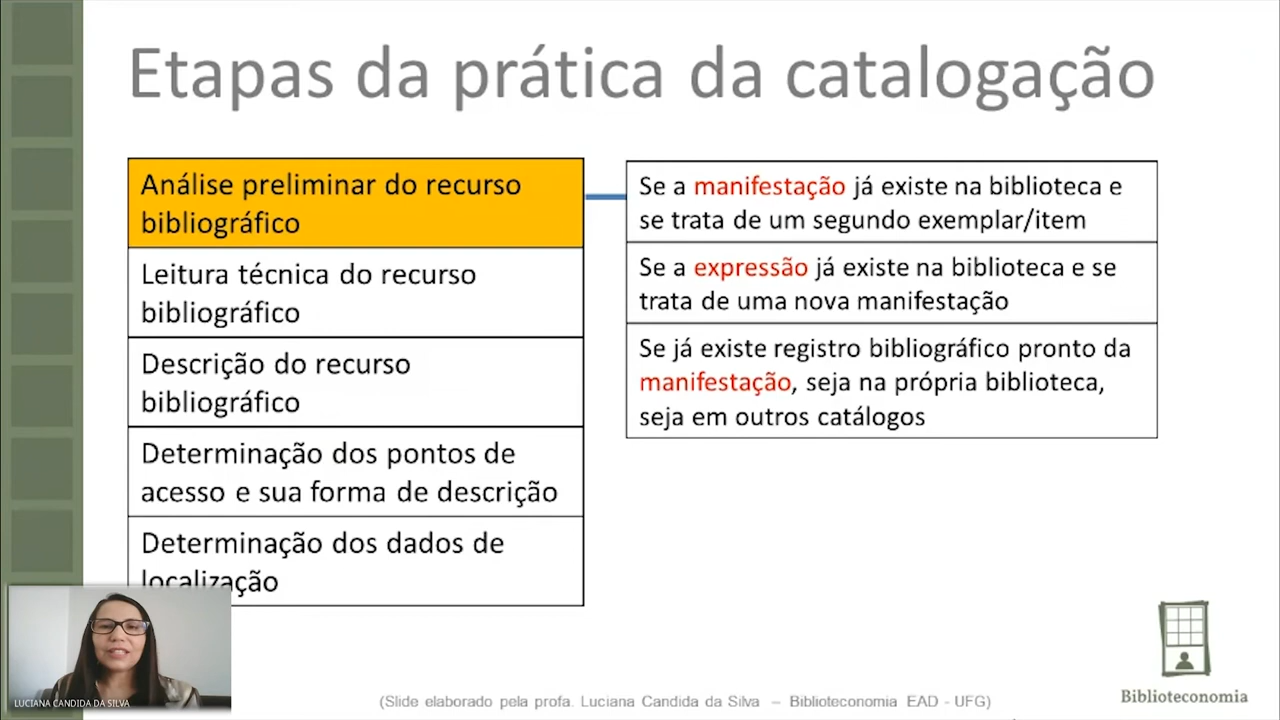 Etapas da prática da catalogação
Análise preliminar do recurso
bibliográfico
Leitura técnica do recurso
bibliográfico
Descrição do recurso
bibliográfico
Determinação dos pontos de
acesso e sua forma de descrição
Determinação dos dados de
localização
Se a manifestação já existe na biblioteca e
se trata de um segundo exemplar/item
Se a expressão já existe na biblioteca e se
trata de uma nova manifestação
Se já existe registro bibliográfico pronto da
manifestação, seja na própria biblioteca,
seja em outros catálogos
LUCIANA CANDIDA DA SILVA
(Slide elaborado pela profa. Luciana Candida da Silva – Biblioteconomia EAD - UFG)
Biblioteconomia